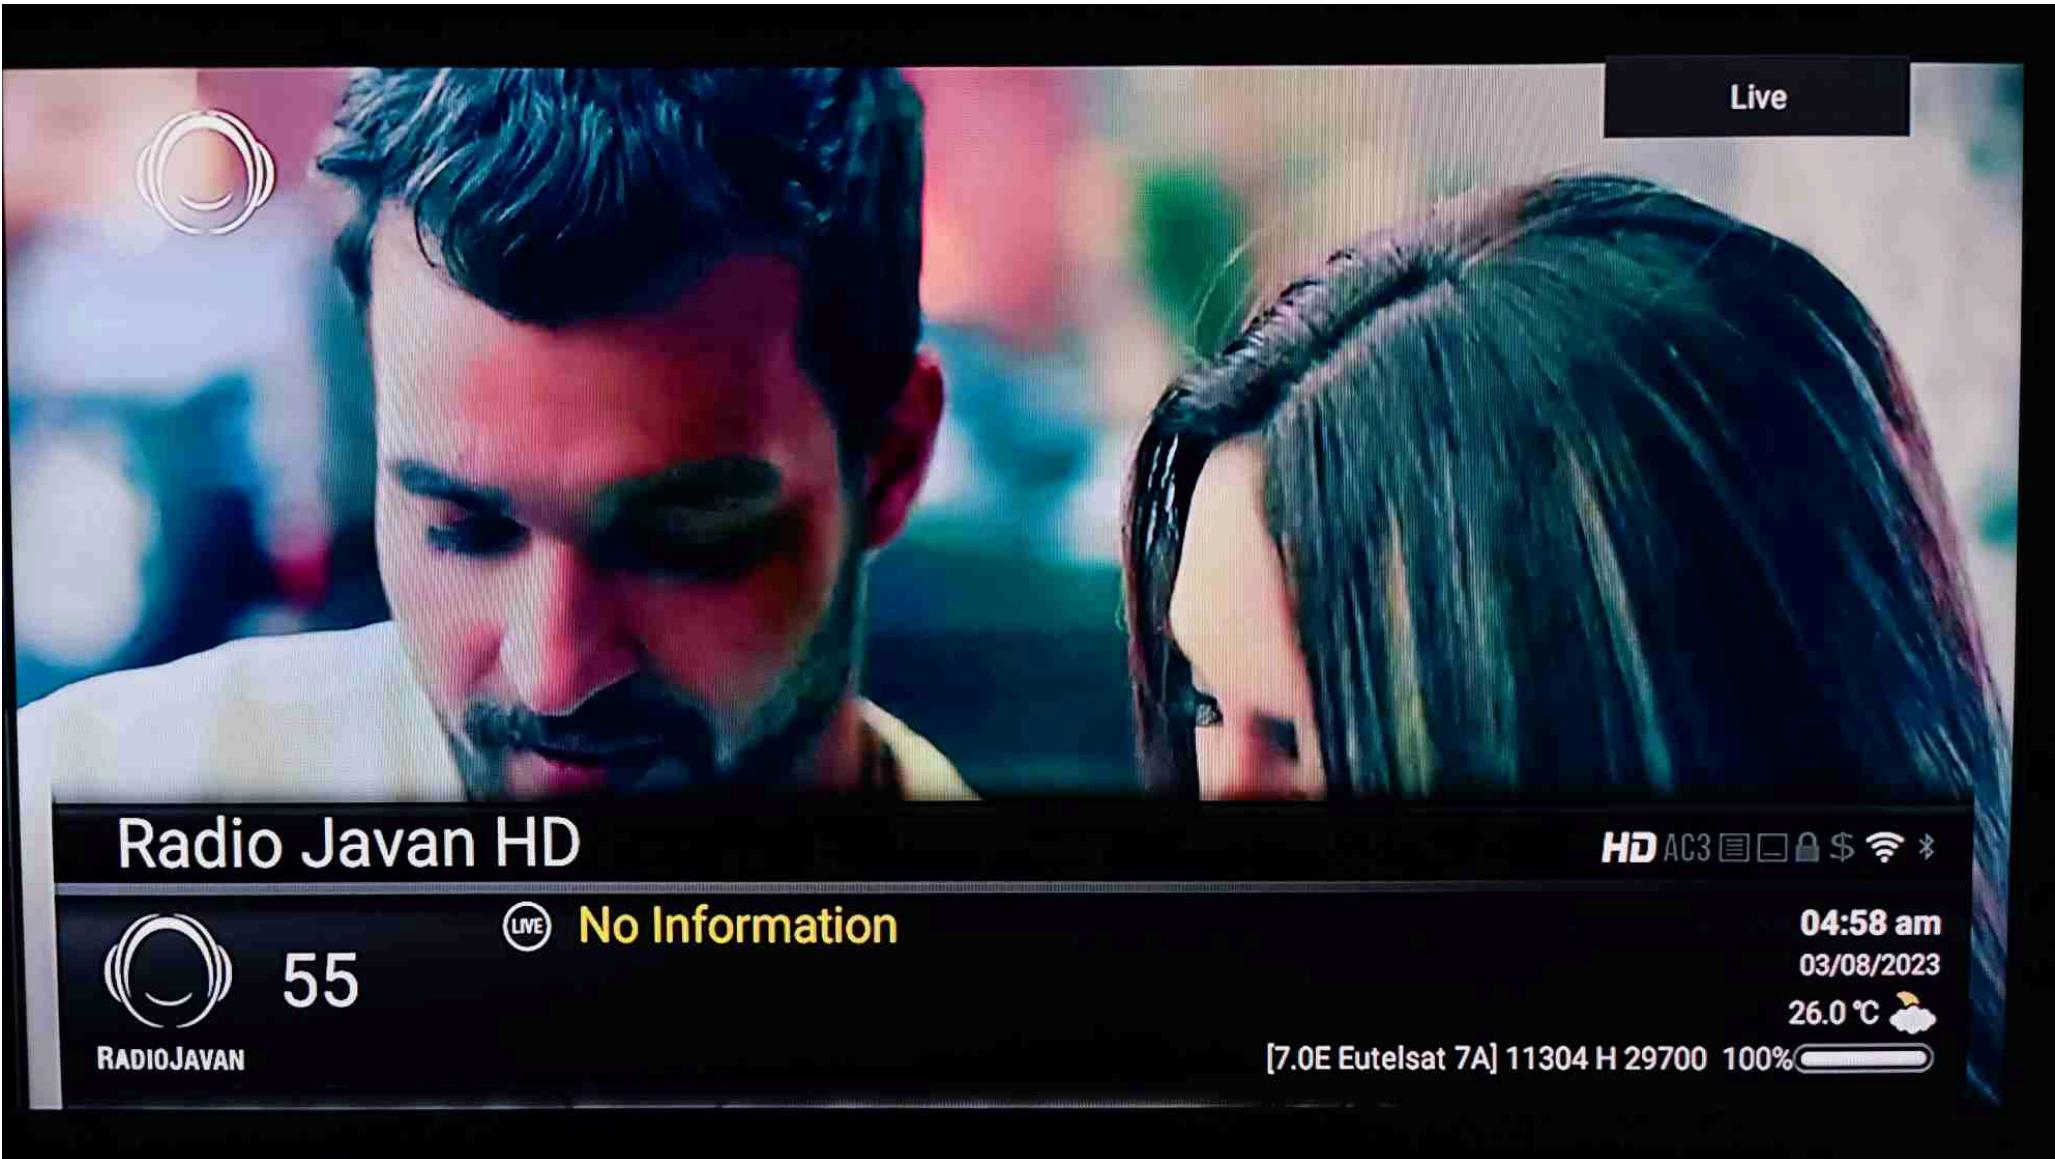 Live
Radio Javan HD
HD AC3 $
LIVE No Information
55
RADIOJAVAN
04:58 am
03/08/2023
26.0 °C
[7.0E Eutelsat 7A] 11304 H 29700 100%